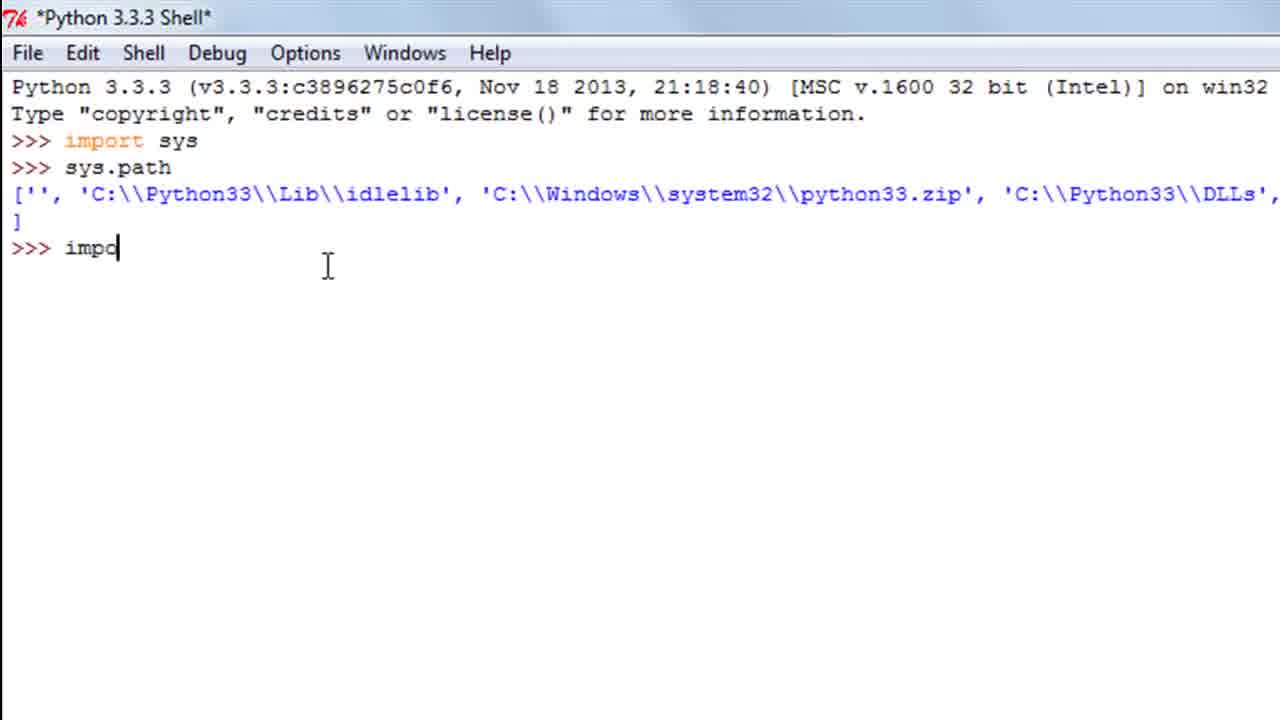 *Python 3.3.3 Shell*
File Edit Shell Debug Options Windows Help
Python 3.3.3 (v3.3.3:c3896275c0f6, Nov 18 2013, 21:18:40) [MSC v.1600 32 bit (Intel)] on win32
Type "copyright", "credits" or "license()" for more information.
>>> import sys
>>> sys.path
['', 'C:\\Python33\\Lib\\idlelib', 'C:\\Windows\\system32\\python33.zip', 'C:\\Python33\\DLLs',
]
>>> impo